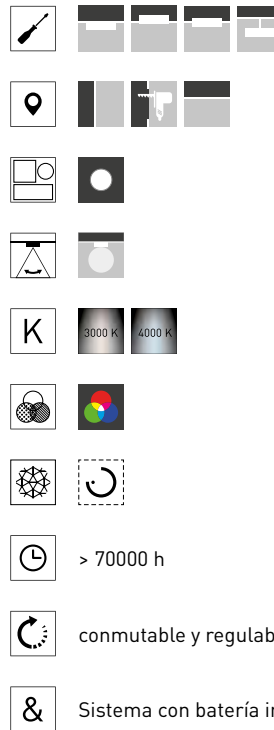 K
3000 K 4000 K
> 70000 h
conmutable y regulab
&
Sistema con batería in